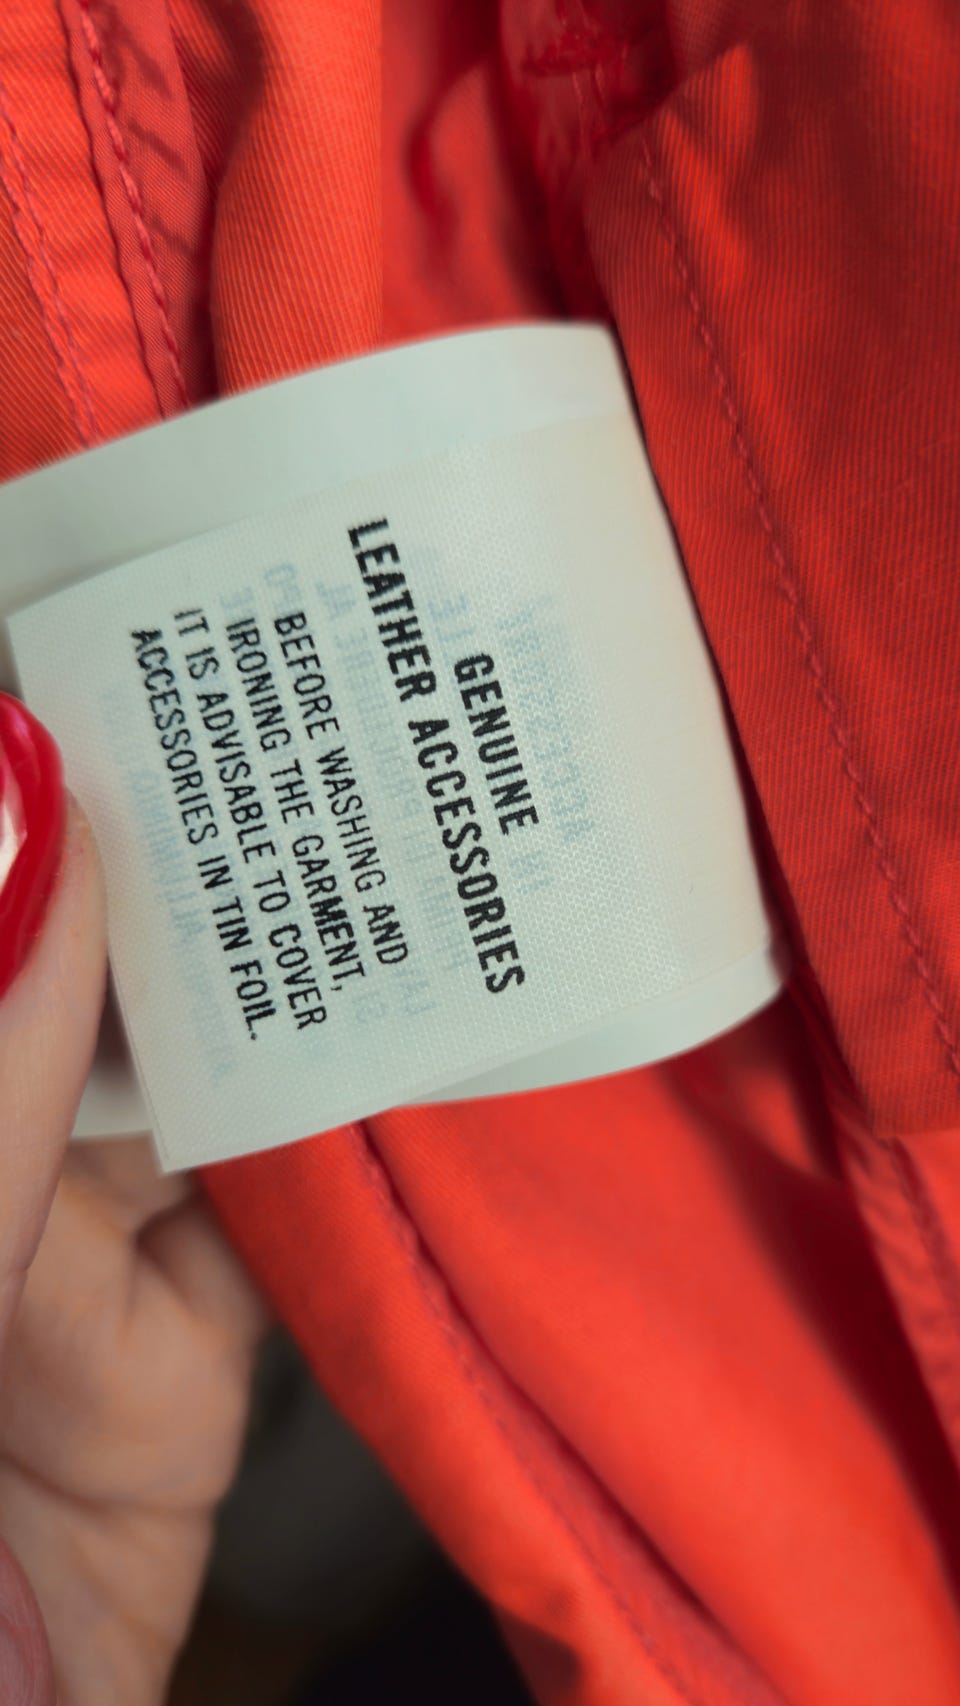 GENUINE
LEATHER ACCESSORIES
BEFORE WASHING AND
IRONING THE GARMENT,
IT IS ADVISABLE TO COVER
ACCESSORIES IN TIN FOIL.